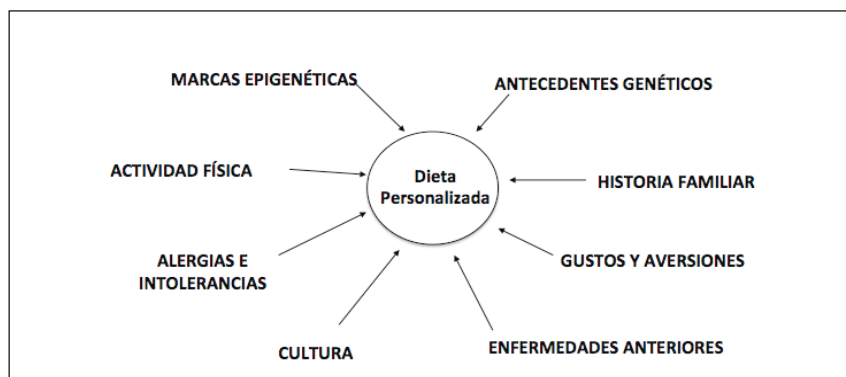 MARCAS EPIGENÉTICAS
ANTECEDENTES GENÉTICOS
ACTIVIDAD FÍSICA
Dieta
Personalizada
HISTORIA FAMILIAR
ALERGIAS E
INTOLERANCIAS
GUSTOS Y AVERSIONES
CULTURA
ENFERMEDADES ANTERIORES